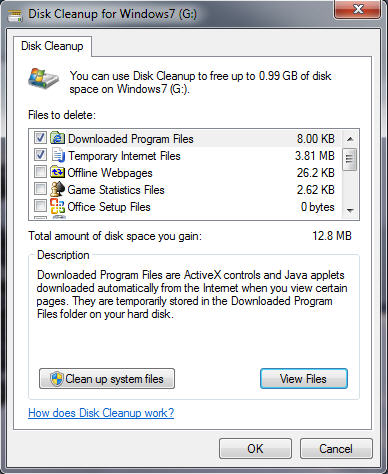 Disk Cleanup for Windows7 (G:)
Disk Cleanup
You can use Disk Cleanup to free up to 0.99 GB of disk
space on Windows7 (G:).
Files to delete:
Downloaded Program Files 8.00 KB
Temporary Internet Files 3.81 MB
Offline Webpages 26.2 KB
Game Statistics Files 2.62 KB
Office Setup Files 0 bytes
Total amount of disk space you gain: 12.8 MB
Description
Downloaded Program Files are ActiveX controls and Java applets
downloaded automatically from the Internet when you view certain
pages. They are temporarily stored in the Downloaded Program
Files folder on your hard disk.
Clean up system files View Files
How does Disk Cleanup work?
OK Cancel